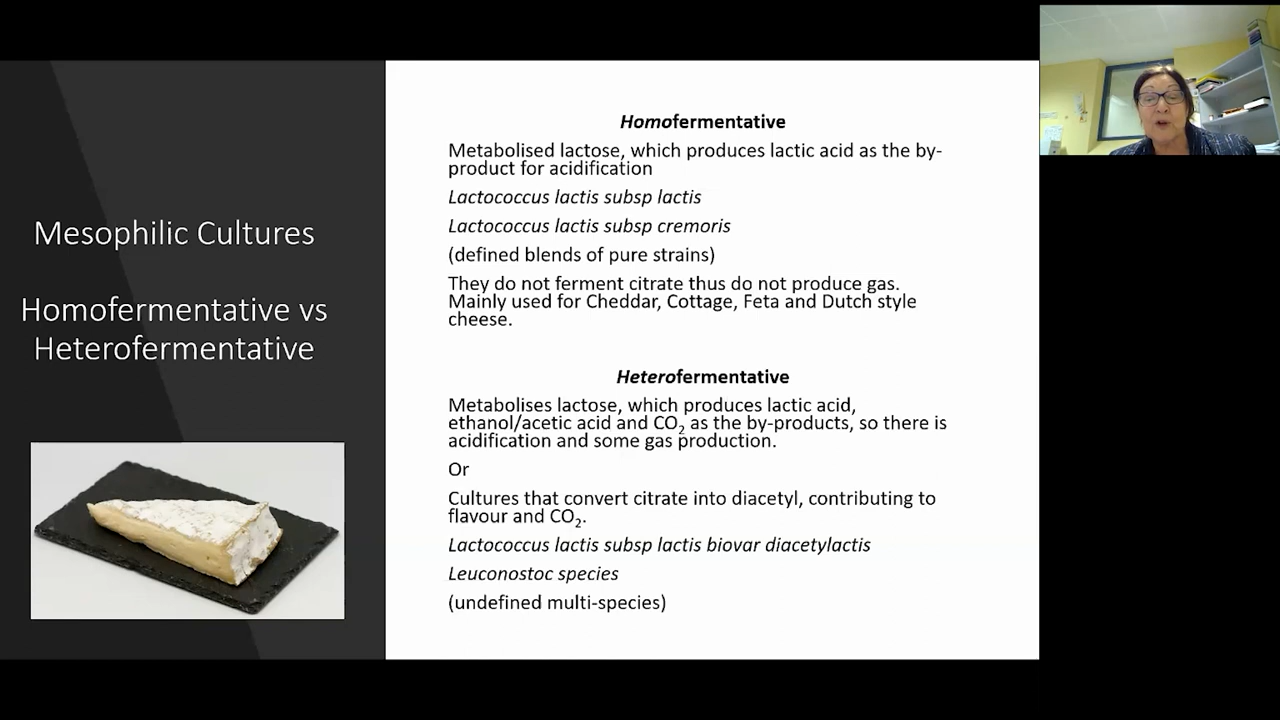 Mesophilic Cultures
Homofermentative vs
Heterofermentative
Homofermentative
Metabolised lactose, which produces lactic acid as the by-
product for acidification
Lactococcus lactis subsp lactis
Lactococcus lactis subsp cremoris
(defined blends of pure strains)
They do not ferment citrate thus do not produce gas.
Mainly used for Cheddar, Cottage, Feta and Dutch style
cheese.
Heterofermentative
Metabolises lactose, which produces lactic acid,
ethanol/acetic acid and CO₂ as the by-products, so there is
acidification and some gas production.
Or
Cultures that convert citrate into diacetyl, contributing to
flavour and CO₂.
Lactococcus lactis subsp lactis biovar diacetylactis
Leuconostoc species
(undefined multi-species)